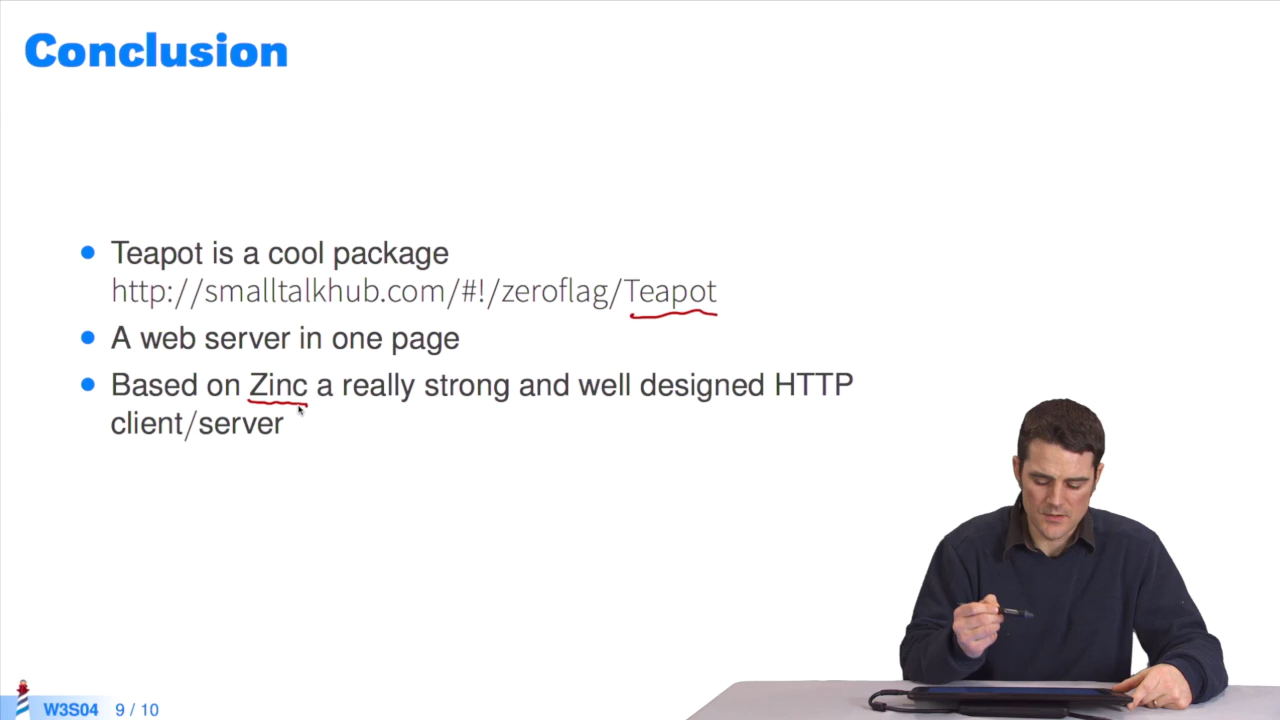 Conclusion
Teapot is a cool package
http://smalltalkhub.com/#!/zeroflag/Teapot
A web server in one page
Based on Zinc a really strong and well designed HTTP
client/server
W3S04 9 / 10